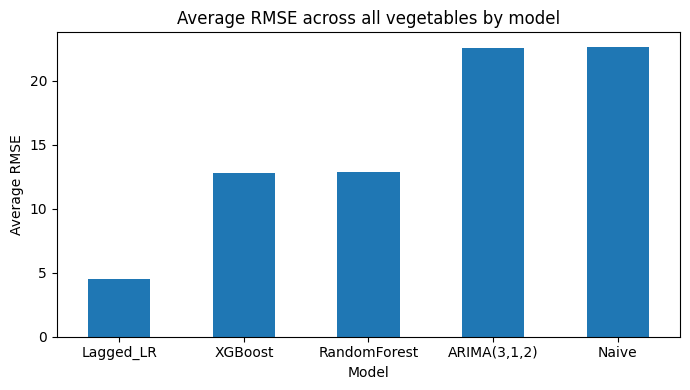 Average RMSE across all vegetables by model
Average RMSE
20
15
10
5
0
Lagged_LR XGBoost RandomForest ARIMA(3,1,2) Naive
Model